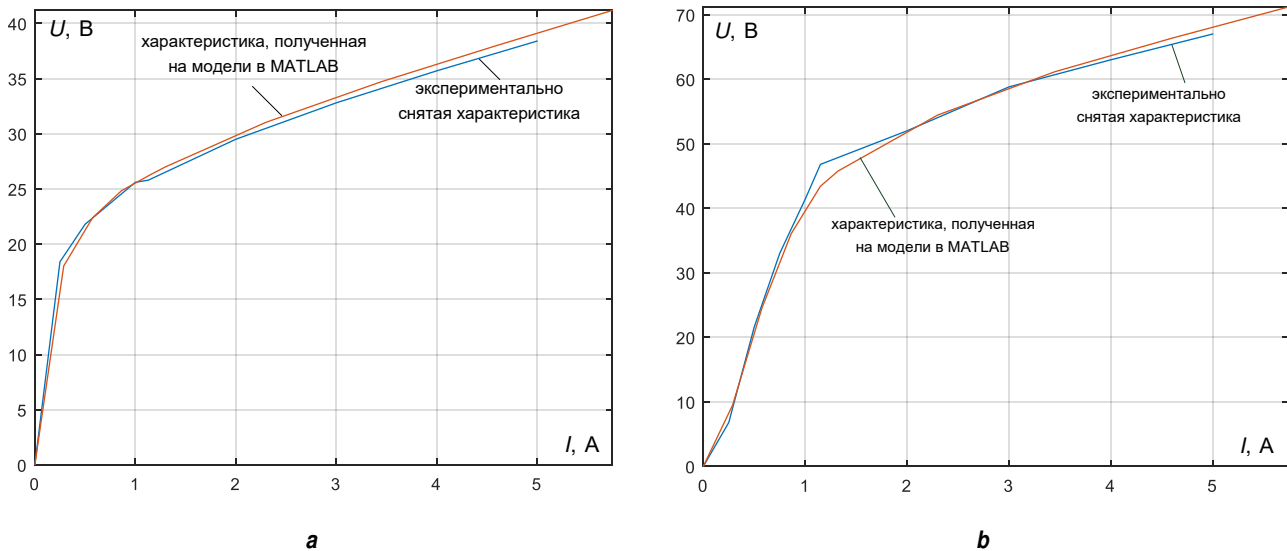 U, В
характеристика, полученная
на модели в MATLAB
экспериментально
снятая характеристика
40
35
30
25
20
15
10
5
0
I, А
0 1 2 3 4 5
a
U, В
экспериментально
снятая характеристика
характеристика, полученная
на модели в MATLAB
70
60
50
40
30
20
10
0
I, А
0 1 2 3 4 5
b